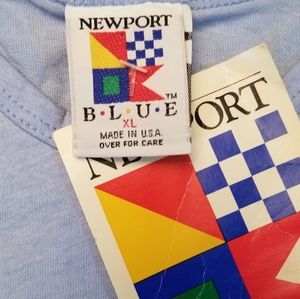 NEWPORT
B·L·U·E™
XL
MADE IN U.S.A.
OVER FOR CARE
NEWPORT